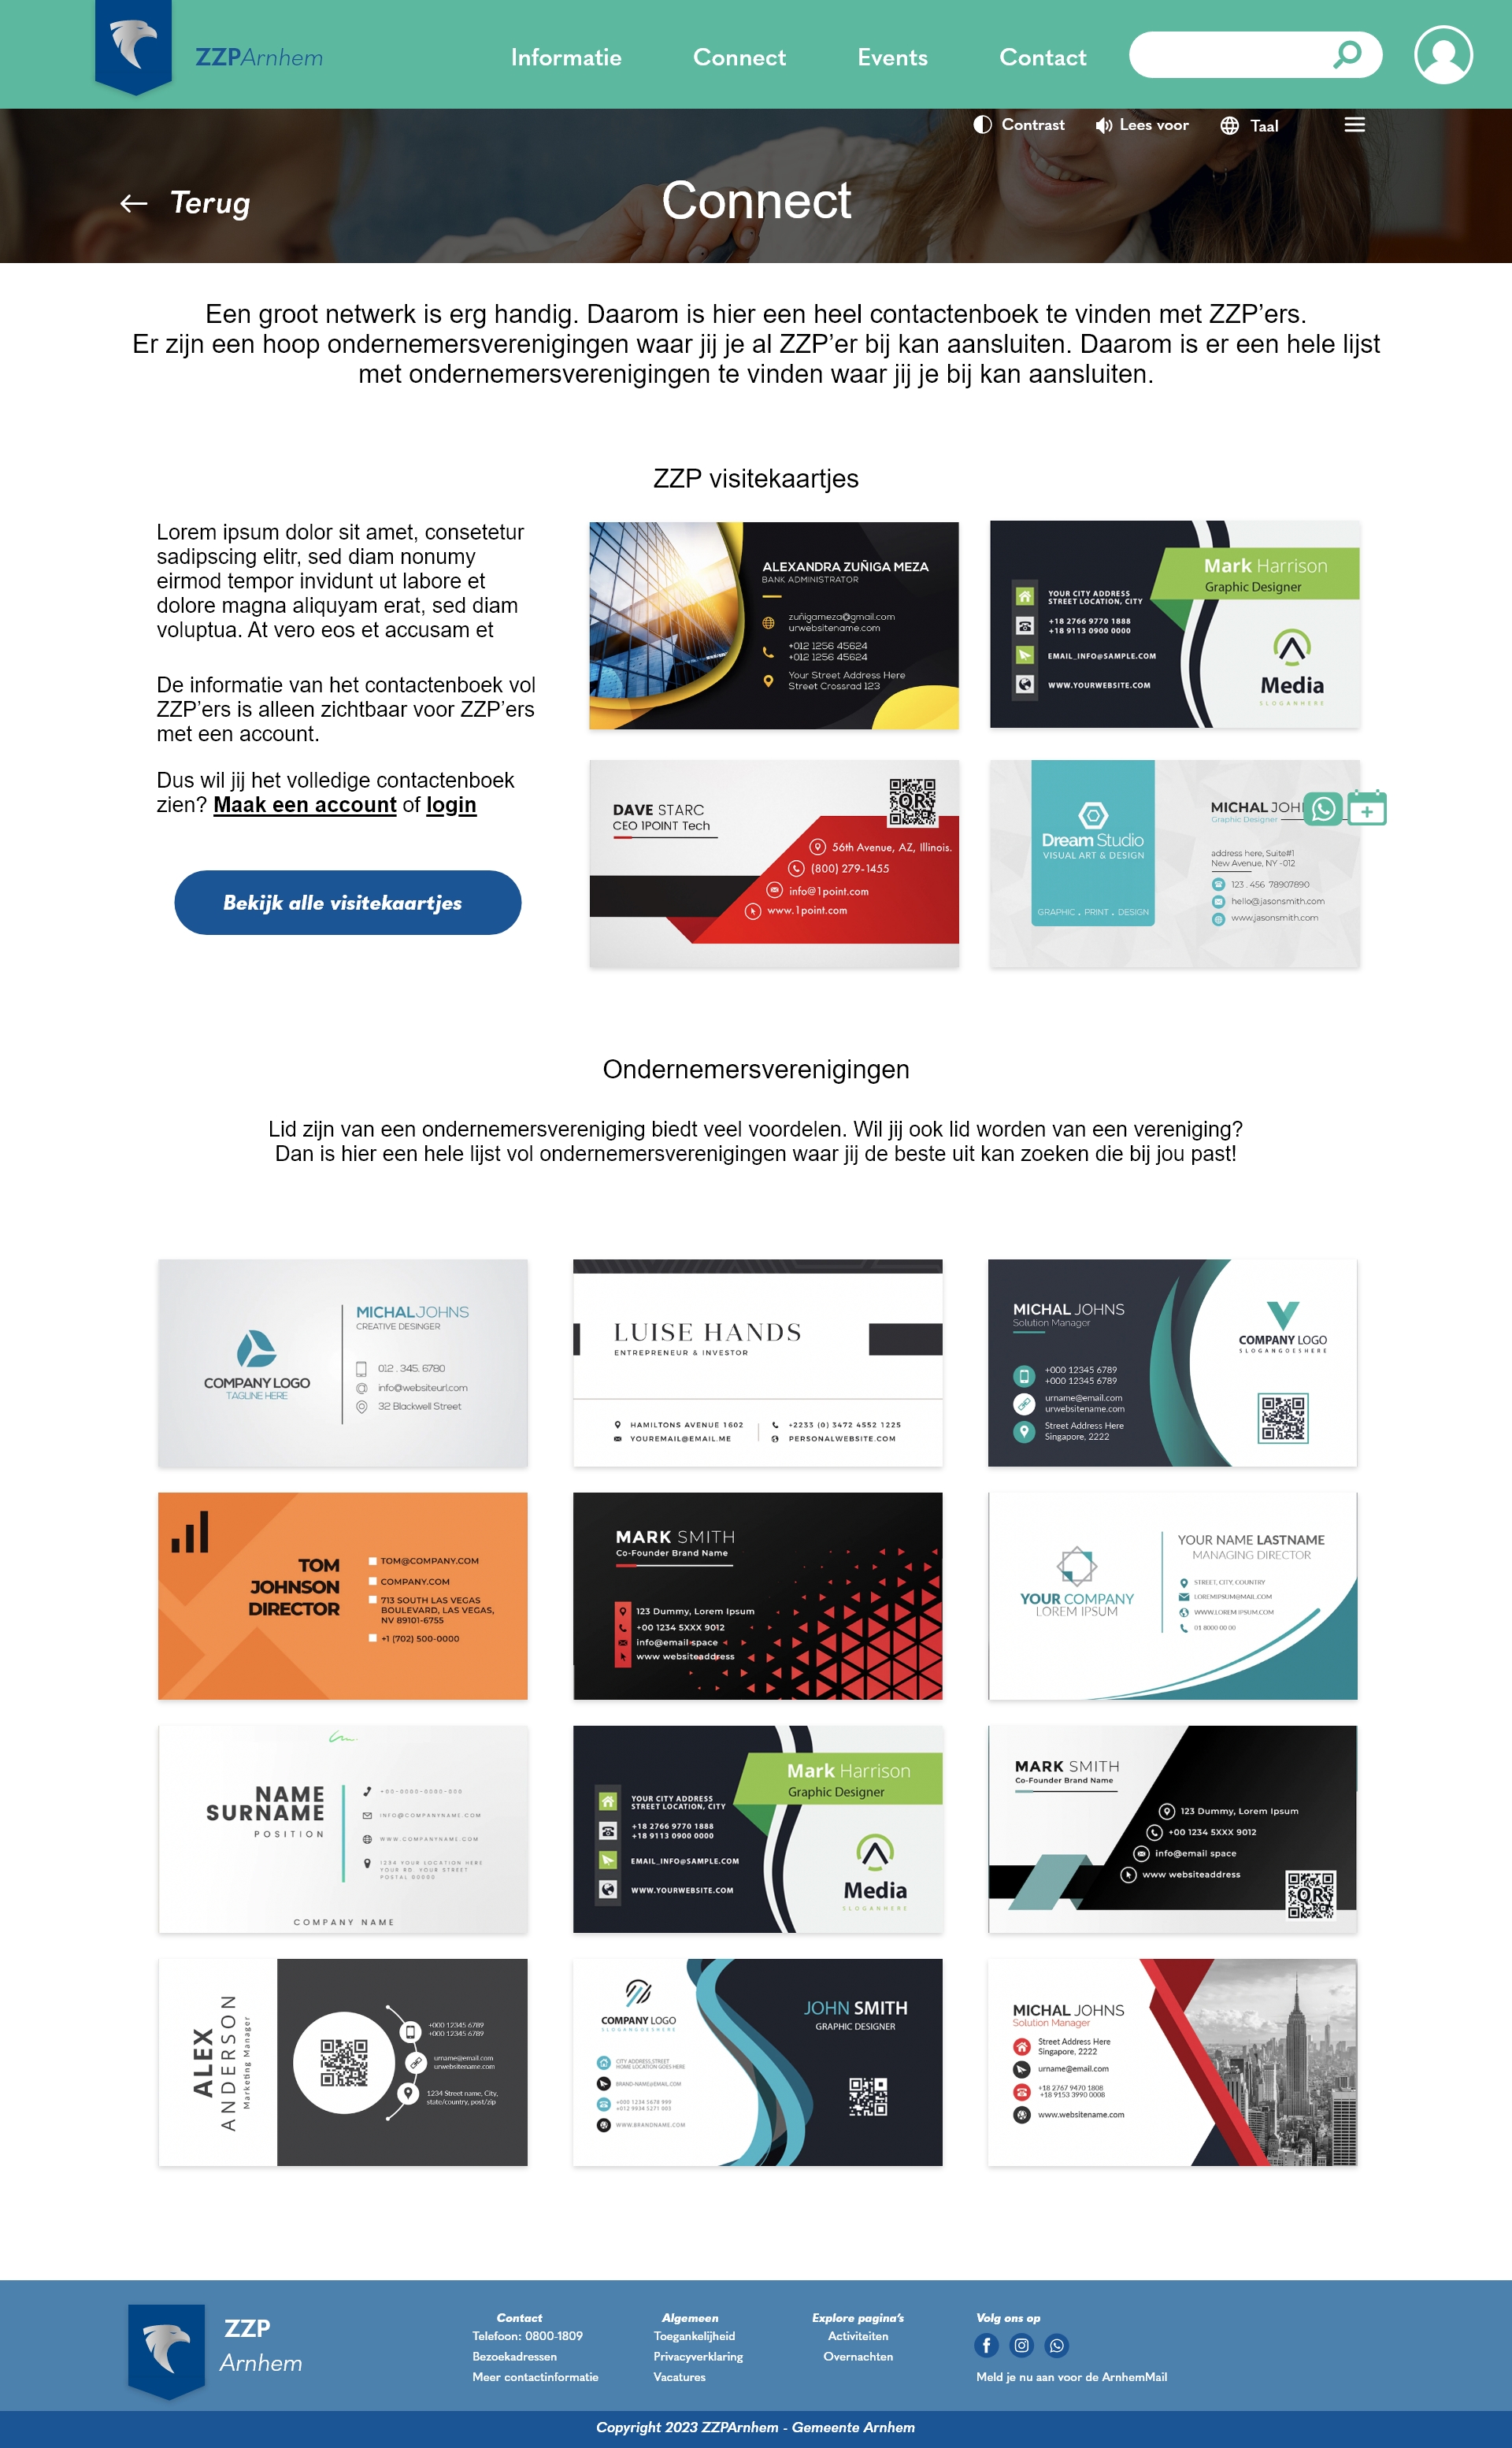 ZZPArnhem
Informatie
Connect
Events
Contact
Contrast
Lees voor
Taal
Terug
Connect
Een groot netwerk is erg handig. Daarom is hier een heel contactenboek te vinden met ZZP’ers.
Er zijn een hoop ondernemersverenigingen waar jij je al ZZP’er bij kan aansluiten. Daarom is er een hele lijst
met ondernemersverenigingen te vinden waar jij je bij kan aansluiten.
ZZP visitekaartjes
Lorem ipsum dolor sit amet, consetetur
sadipscing elitr, sed diam nonumy
eirmod tempor invidunt ut labore et
dolore magna aliquyam erat, sed diam
voluptua. At vero eos et accusam et
De informatie van het contactenboek vol
ZZP’ers is alleen zichtbaar voor ZZP’ers
met een account.
Dus wil jij het volledige contactenboek
zien? Maak een account of login
Bekijk alle visitekaartjes
ALEXANDRA ZUÑIGA MEZA
BANK ADMINISTRATOR
zuñigameza@gmail.com
urwebsitename.com
+012 1256 45624
+012 1256 45624
Your Street Address Here
Street Crossrad 123
Mark Harrison
Graphic Designer
YOUR CITY ADDRESS
STREET LOCATION, CITY
+18 2766 9770 1888
+18 9113 0900 0000
EMAIL_INFO@SAMPLE.COM
WWW.YOURWEBSITE.COM
Media
SLOGANHERE
DAVE STARC
CEO 1POINT Tech
QR
56th Avenue, AZ, Illinois.
(800) 279-1455
info@1point.com
www.1point.com
Dream Studio
VISUAL ART & DESIGN
GRAPHIC . PRINT . DESIGN
MICHAL JOH
Graphic Designer
address here, Suite#1
New Avenue, NY -012
123 . 456 78907890
hello@jasonsmith.com
www.jasonsmith.com
Ondernemersverenigingen
Lid zijn van een ondernemersvereniging biedt veel voordelen. Wil jij ook lid worden van een vereniging?
Dan is hier een hele lijst vol ondernemersverenigingen waar jij de beste uit kan zoeken die bij jou past!
COMPANY LOGO
TAGLINE HERE
MICHALJOHNS
CREATIVE DESINGER
012 . 345. 6780
info@websiteurl.com
32 Blackwell Street
LUISE HANDS
ENTREPRENEUR & INVESTOR
HAMILTONS AVENUE 1602
YOUREMAIL@EMAIL.ME
+2233 (0) 3472 4552 1225
PERSONALWEBSITE.COM
MICHAL JOHNS
Solution Manager
+000 12345 6789
+000 12345 6789
urname@email.com
urwebsitename.com
Street Address Here
Singapore, 2222
COMPANY LOGO
SLOGANGOESHERE
TOM
JOHNSON
DIRECTOR
TOM@COMPANY.COM
COMPANY.COM
713 SOUTH LAS VEGAS
BOULEVARD, LAS VEGAS,
NV 89101-6755
+1 (702) 500-0000
MARK SMITH
Co-Founder Brand Name
123 Dummy, Lorem Ipsum
+00 1234 5XXX 9012
info@email space
www websiteaddress
YOUR COMPANY
LOREM IPSUM
YOUR NAME LASTNAME
MANAGING DIRECTOR
STREET, CITY, COUNTRY
LOREMIPSUM@MAIL.COM
WWW.LOREM IPSUM.COM
01 8000 00 00
NAME
SURNAME
POSITION
+00-0000-0000-000
INFO@COMPANYNAME.COM
WWW.COMPANYNAME.COM
1234 YOUR LOCATION HERE
YOUR RD. YOUR STREET
POSTAL 00000
COMPANY NAME
Mark Harrison
Graphic Designer
YOUR CITY ADDRESS
STREET LOCATION, CITY
+18 2766 9770 1888
+18 9113 0900 0000
EMAIL_INFO@SAMPLE.COM
WWW.YOURWEBSITE.COM
Media
SLOGANHERE
MARK SMITH
Co-Founder Brand Name
123 Dummy, Lorem Ipsum
+00 1234 5XXX 9012
info@email space
www websiteaddress
QR
ALEX
ANDERSON
Marketing Manager
+000 12345 6789
+000 12345 6789
urname@email.com
urwebsitename.com
1234 Street name, City,
state/country, post/zip
COMPANY LOGO
SLOGANGOESHERE
CITY ADDRESS,STREET
HOME LOCATION GOES HERE
BRAND-NAME@EMAIL.COM
+000 1234 5678 999
+012 9934 5271 003
WWW.BRANDNAME.COM
JOHN SMITH
GRAPHIC DESIGNER
MICHAL JOHNS
Solution Manager
Street Address Here
Singapore, 2222
urname@email.com
+18 2767 9470 1808
+18 9153 3990 0008
www.websitename.com
ZZP
Arnhem
Contact
Telefoon: 0800-1809
Bezoekadressen
Meer contactinformatie
Algemeen
Toegankelijheid
Privacyverklaring
Vacatures
Explore pagina’s
Activiteiten
Overnachten
Volg ons op
Meld je nu aan voor de ArnhemMail
Copyright 2023 ZZPArnhem - Gemeente Arnhem